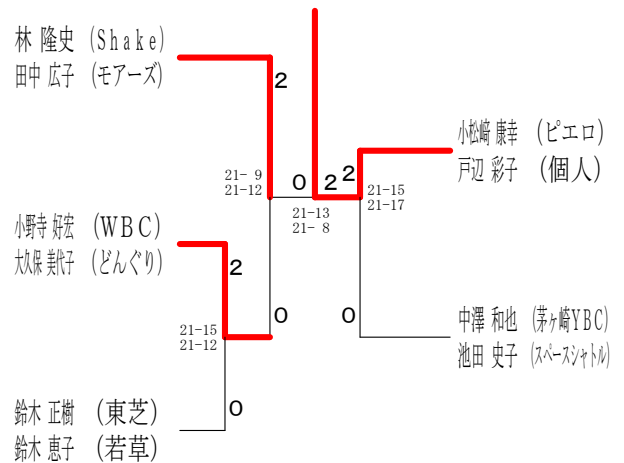 林 隆史 (Shake)
田中 広子 (モアーズ)
2
小松﨑 康幸 (ピエロ)
戸辺 彩子 (個人)
21- 9
21-12
0
2
2
21-15
21-17
21-13
21- 8
小野寺 好宏 (WBC)
大久保 美代子 (どんぐり)
2
0
0
21-15
21-12
中澤 和也 (茅ヶ崎YBC)
池田 史子 (スペースシャトル)
0
鈴木 正樹 (東芝)
鈴木 恵子 (若草)